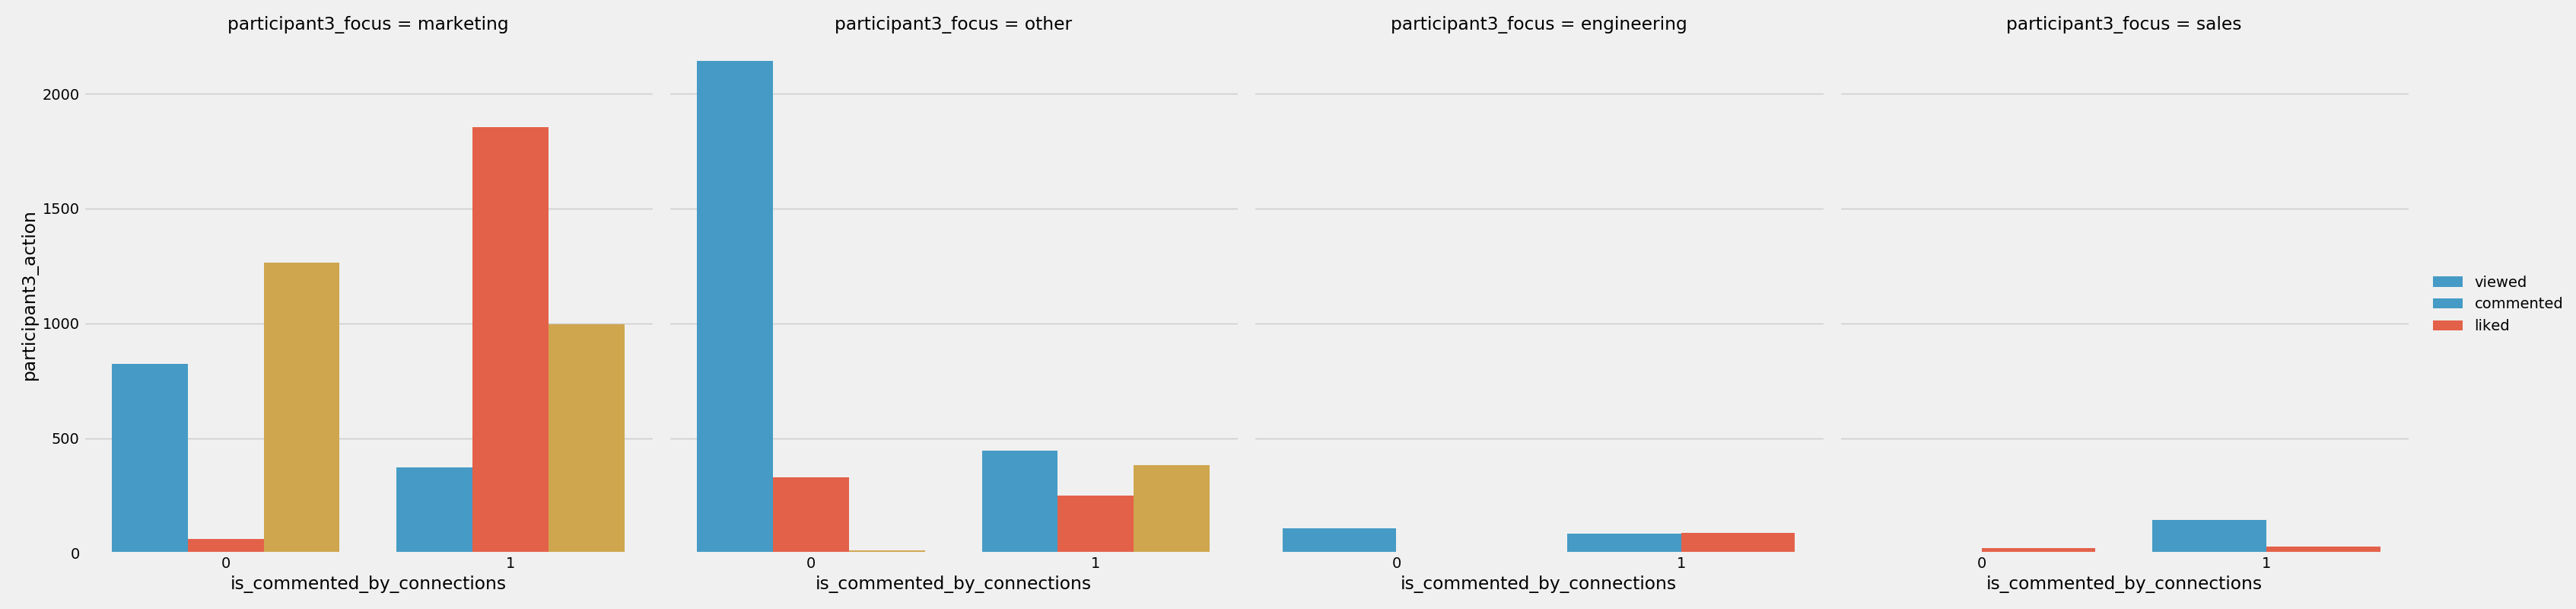 participant3_focus = marketing
participant3_focus = other
participant3_focus = engineering
participant3_focus = sales
participant3_action
2000
1500
1000
500
0
0 1
0 1
0 1
0 1
is_commented_by_connections
is_commented_by_connections
is_commented_by_connections
is_commented_by_connections
viewed
commented
liked